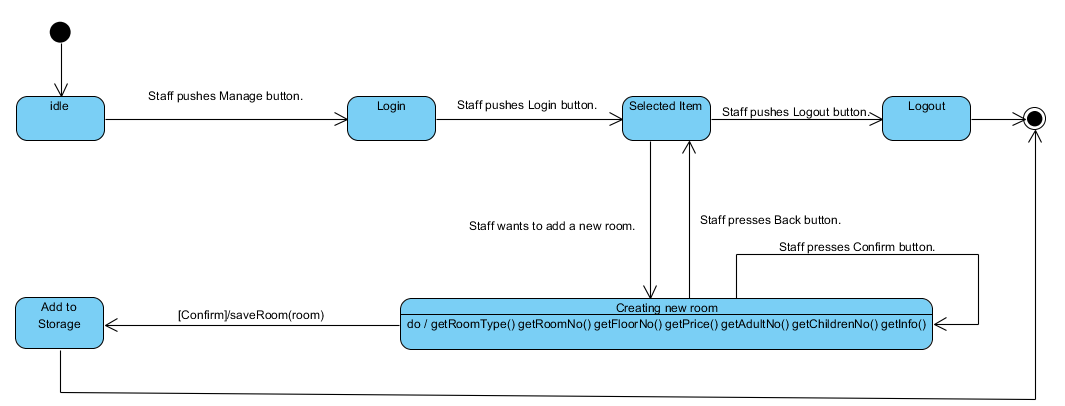 idle
Staff pushes Manage button.
Login
Staff pushes Login button.
Selected Item
Staff pushes Logout button.
Logout
Staff wants to add a new room.
Staff presses Back button.
Staff presses Confirm button.
Add to
Storage
[Confirm]/saveRoom(room)
Creating new room
do / getRoomType() getRoomNo() getFloorNo() getPrice() getAdultNo() getChildrenNo() getInfo()